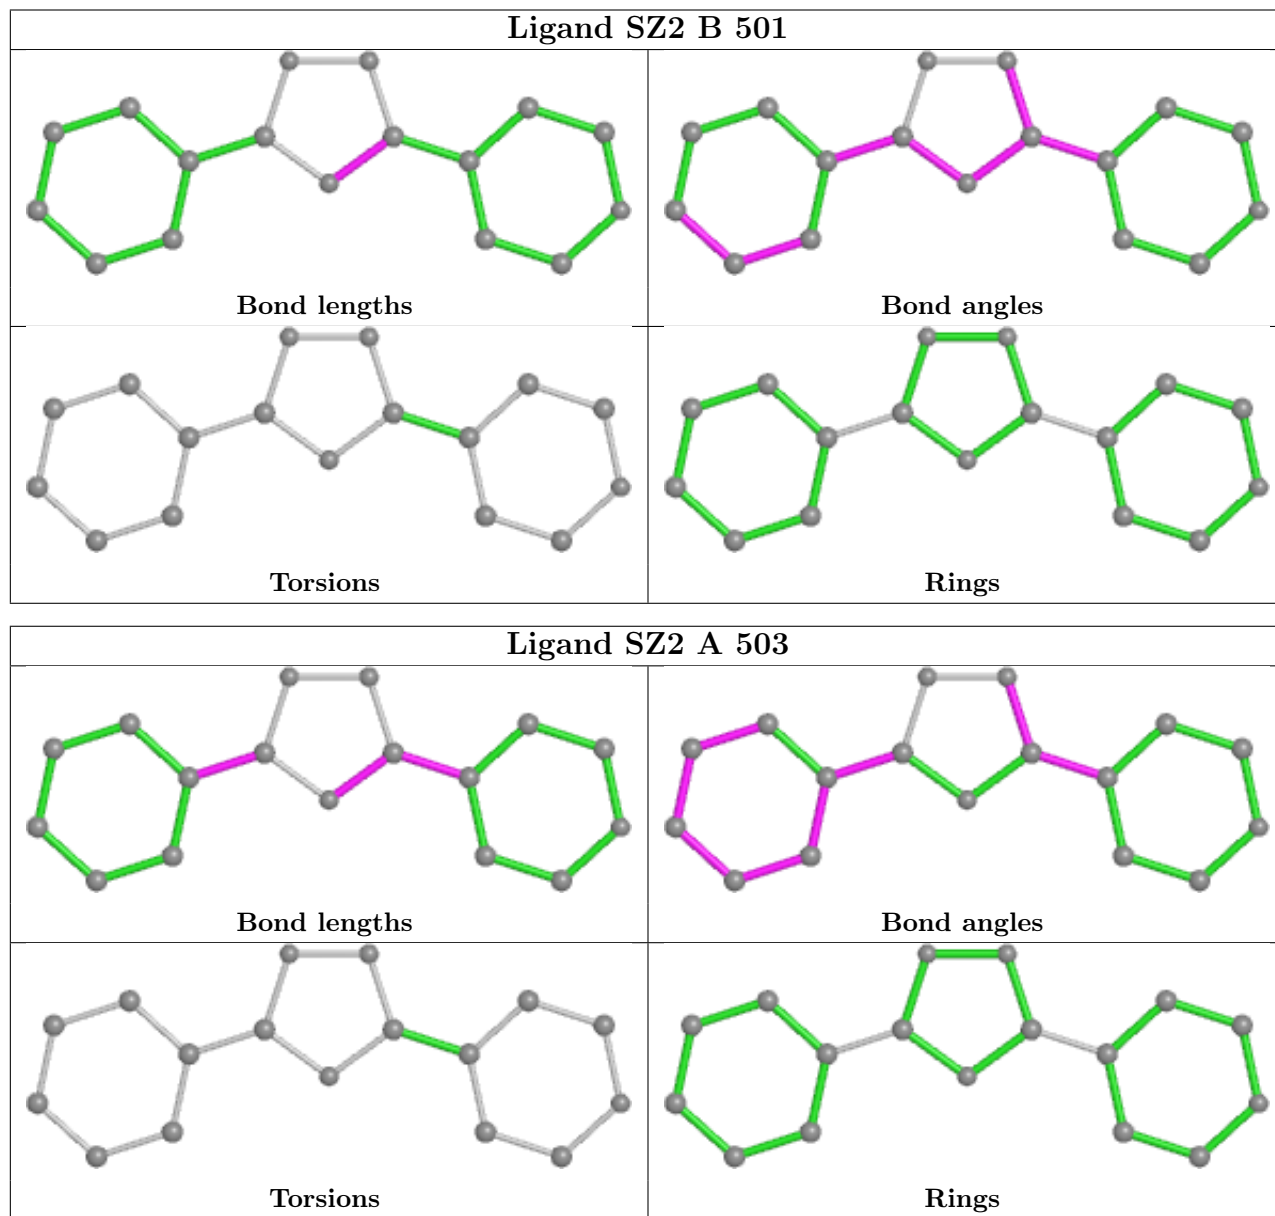 Ligand SZ2 B 501
Bond lengths
Bond angles
Torsions
Rings
Ligand SZ2 A 503
Bond lengths
Bond angles
Torsions
Rings